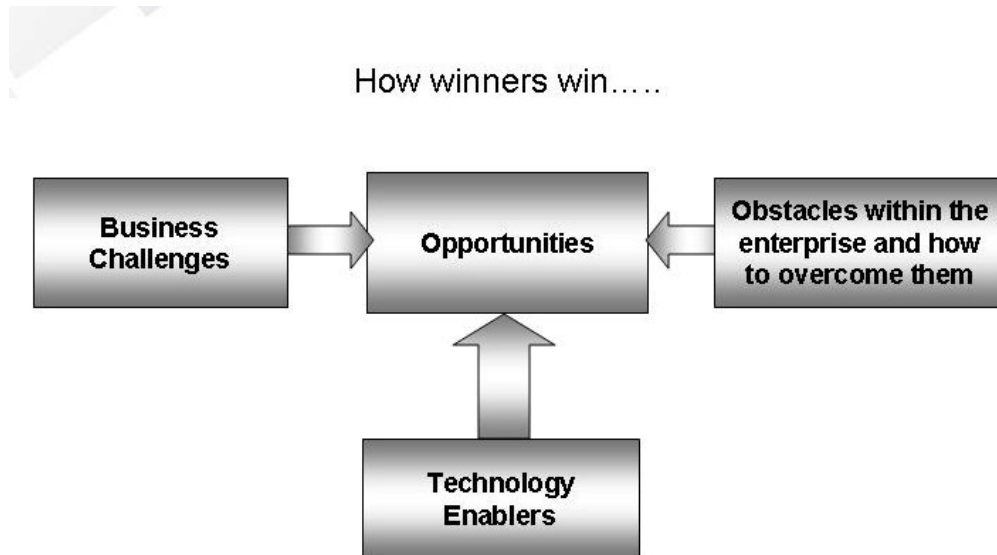 How winners win.....
Business
Challenges
Opportunities
Obstacles within the
enterprise and how
to overcome them
Technology
Enablers